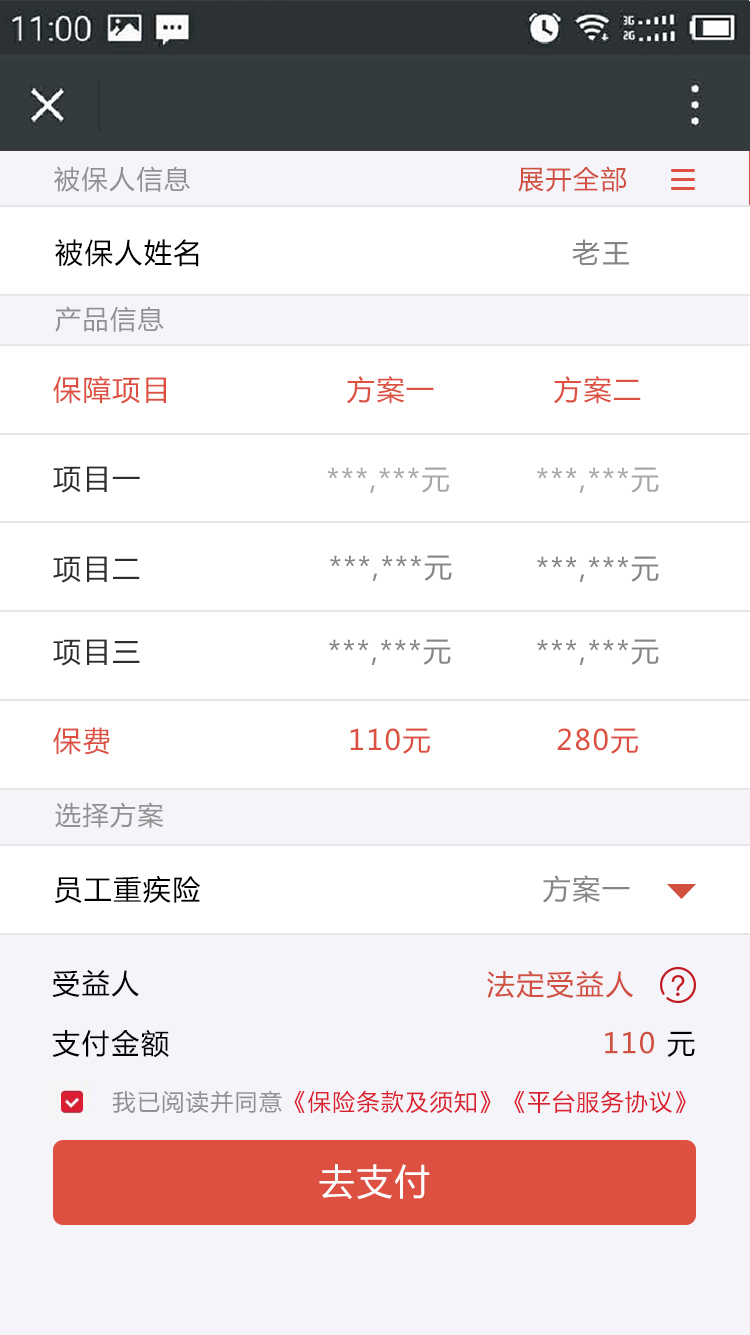 11:00 3G 2G
被保人信息 展开全部
被保人姓名 老王
产品信息
保障项目 方案一 方案二
项目一 ***,***元 ***,***元
项目二 ***,***元 ***,***元
项目三 ***,***元 ***,***元
保费 110元 280元
选择方案
员工重疾险 方案一
受益人 法定受益人 ?
支付金额 110 元
我已阅读并同意《保险条款及须知》《平台服务协议》
去支付